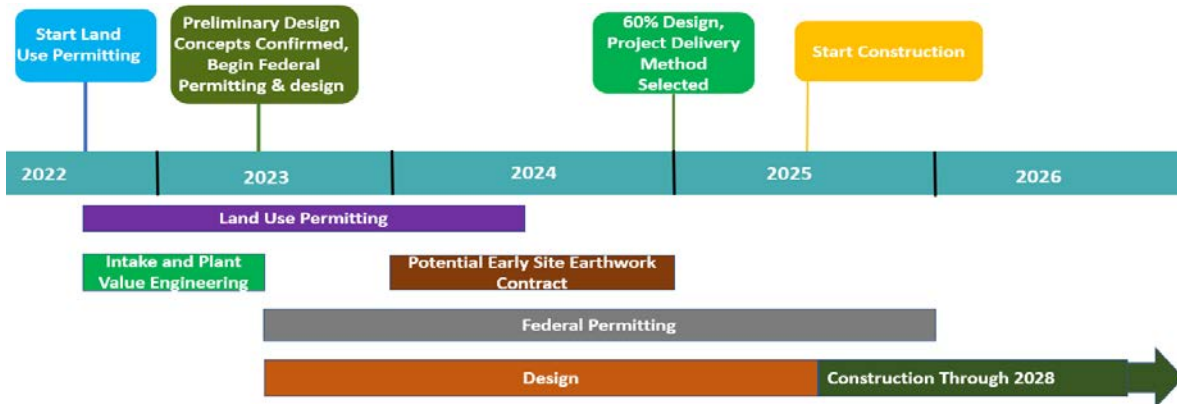 Start Land
Use Permitting
Preliminary Design
Concepts Confirmed,
Begin Federal
Permitting & design
60% Design,
Project Delivery
Method
Selected
Start Construction
2022
2023
2024
2025
2026
Land Use Permitting
Intake and Plant
Value Engineering
Potential Early Site Earthwork
Contract
Federal Permitting
Design
Construction Through 2028